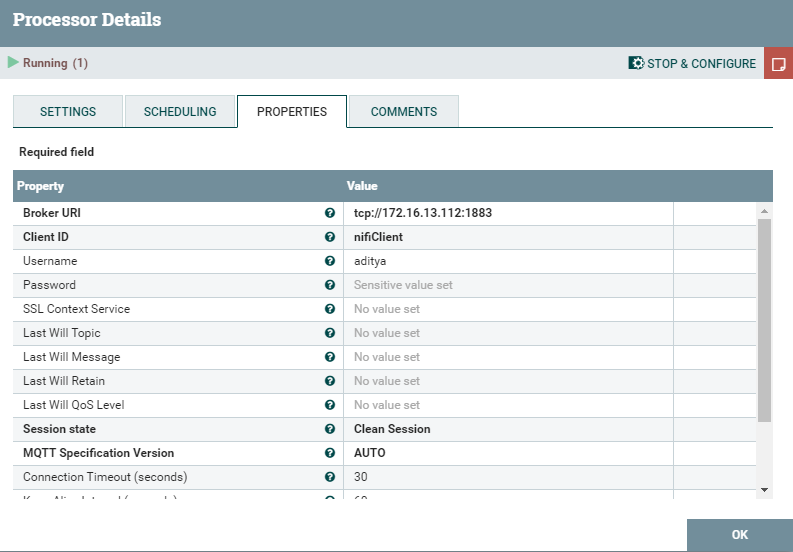 Processor Details
Running (1)
STOP & CONFIGURE
SETTINGS SCHEDULING PROPERTIES COMMENTS
Required field
Property Value
Broker URI tcp://172.16.13.112:1883
Client ID nifiClient
Username aditya
Password Sensitive value set
SSL Context Service No value set
Last Will Topic No value set
Last Will Message No value set
Last Will Retain No value set
Last Will QoS Level No value set
Session state Clean Session
MQTT Specification Version AUTO
Connection Timeout (seconds) 30
OK